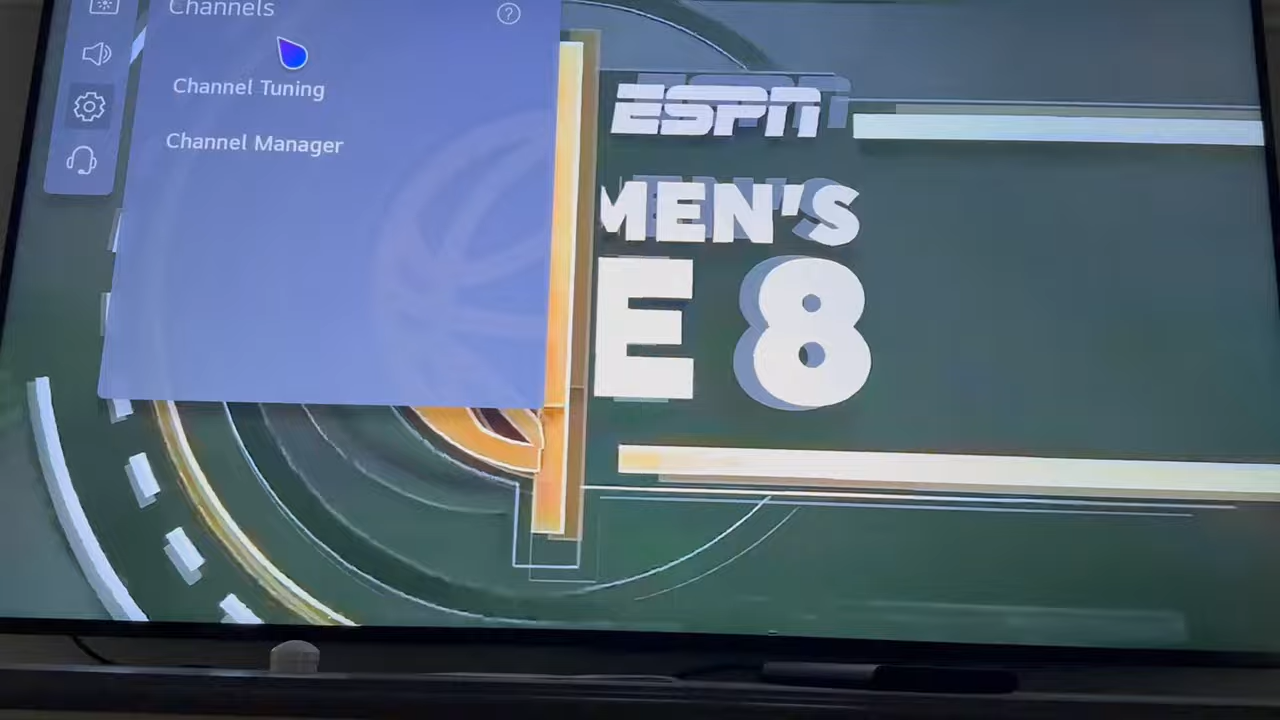 Channels
?
Channel Tuning
Channel Manager
ESPN
MEN'S
E 8